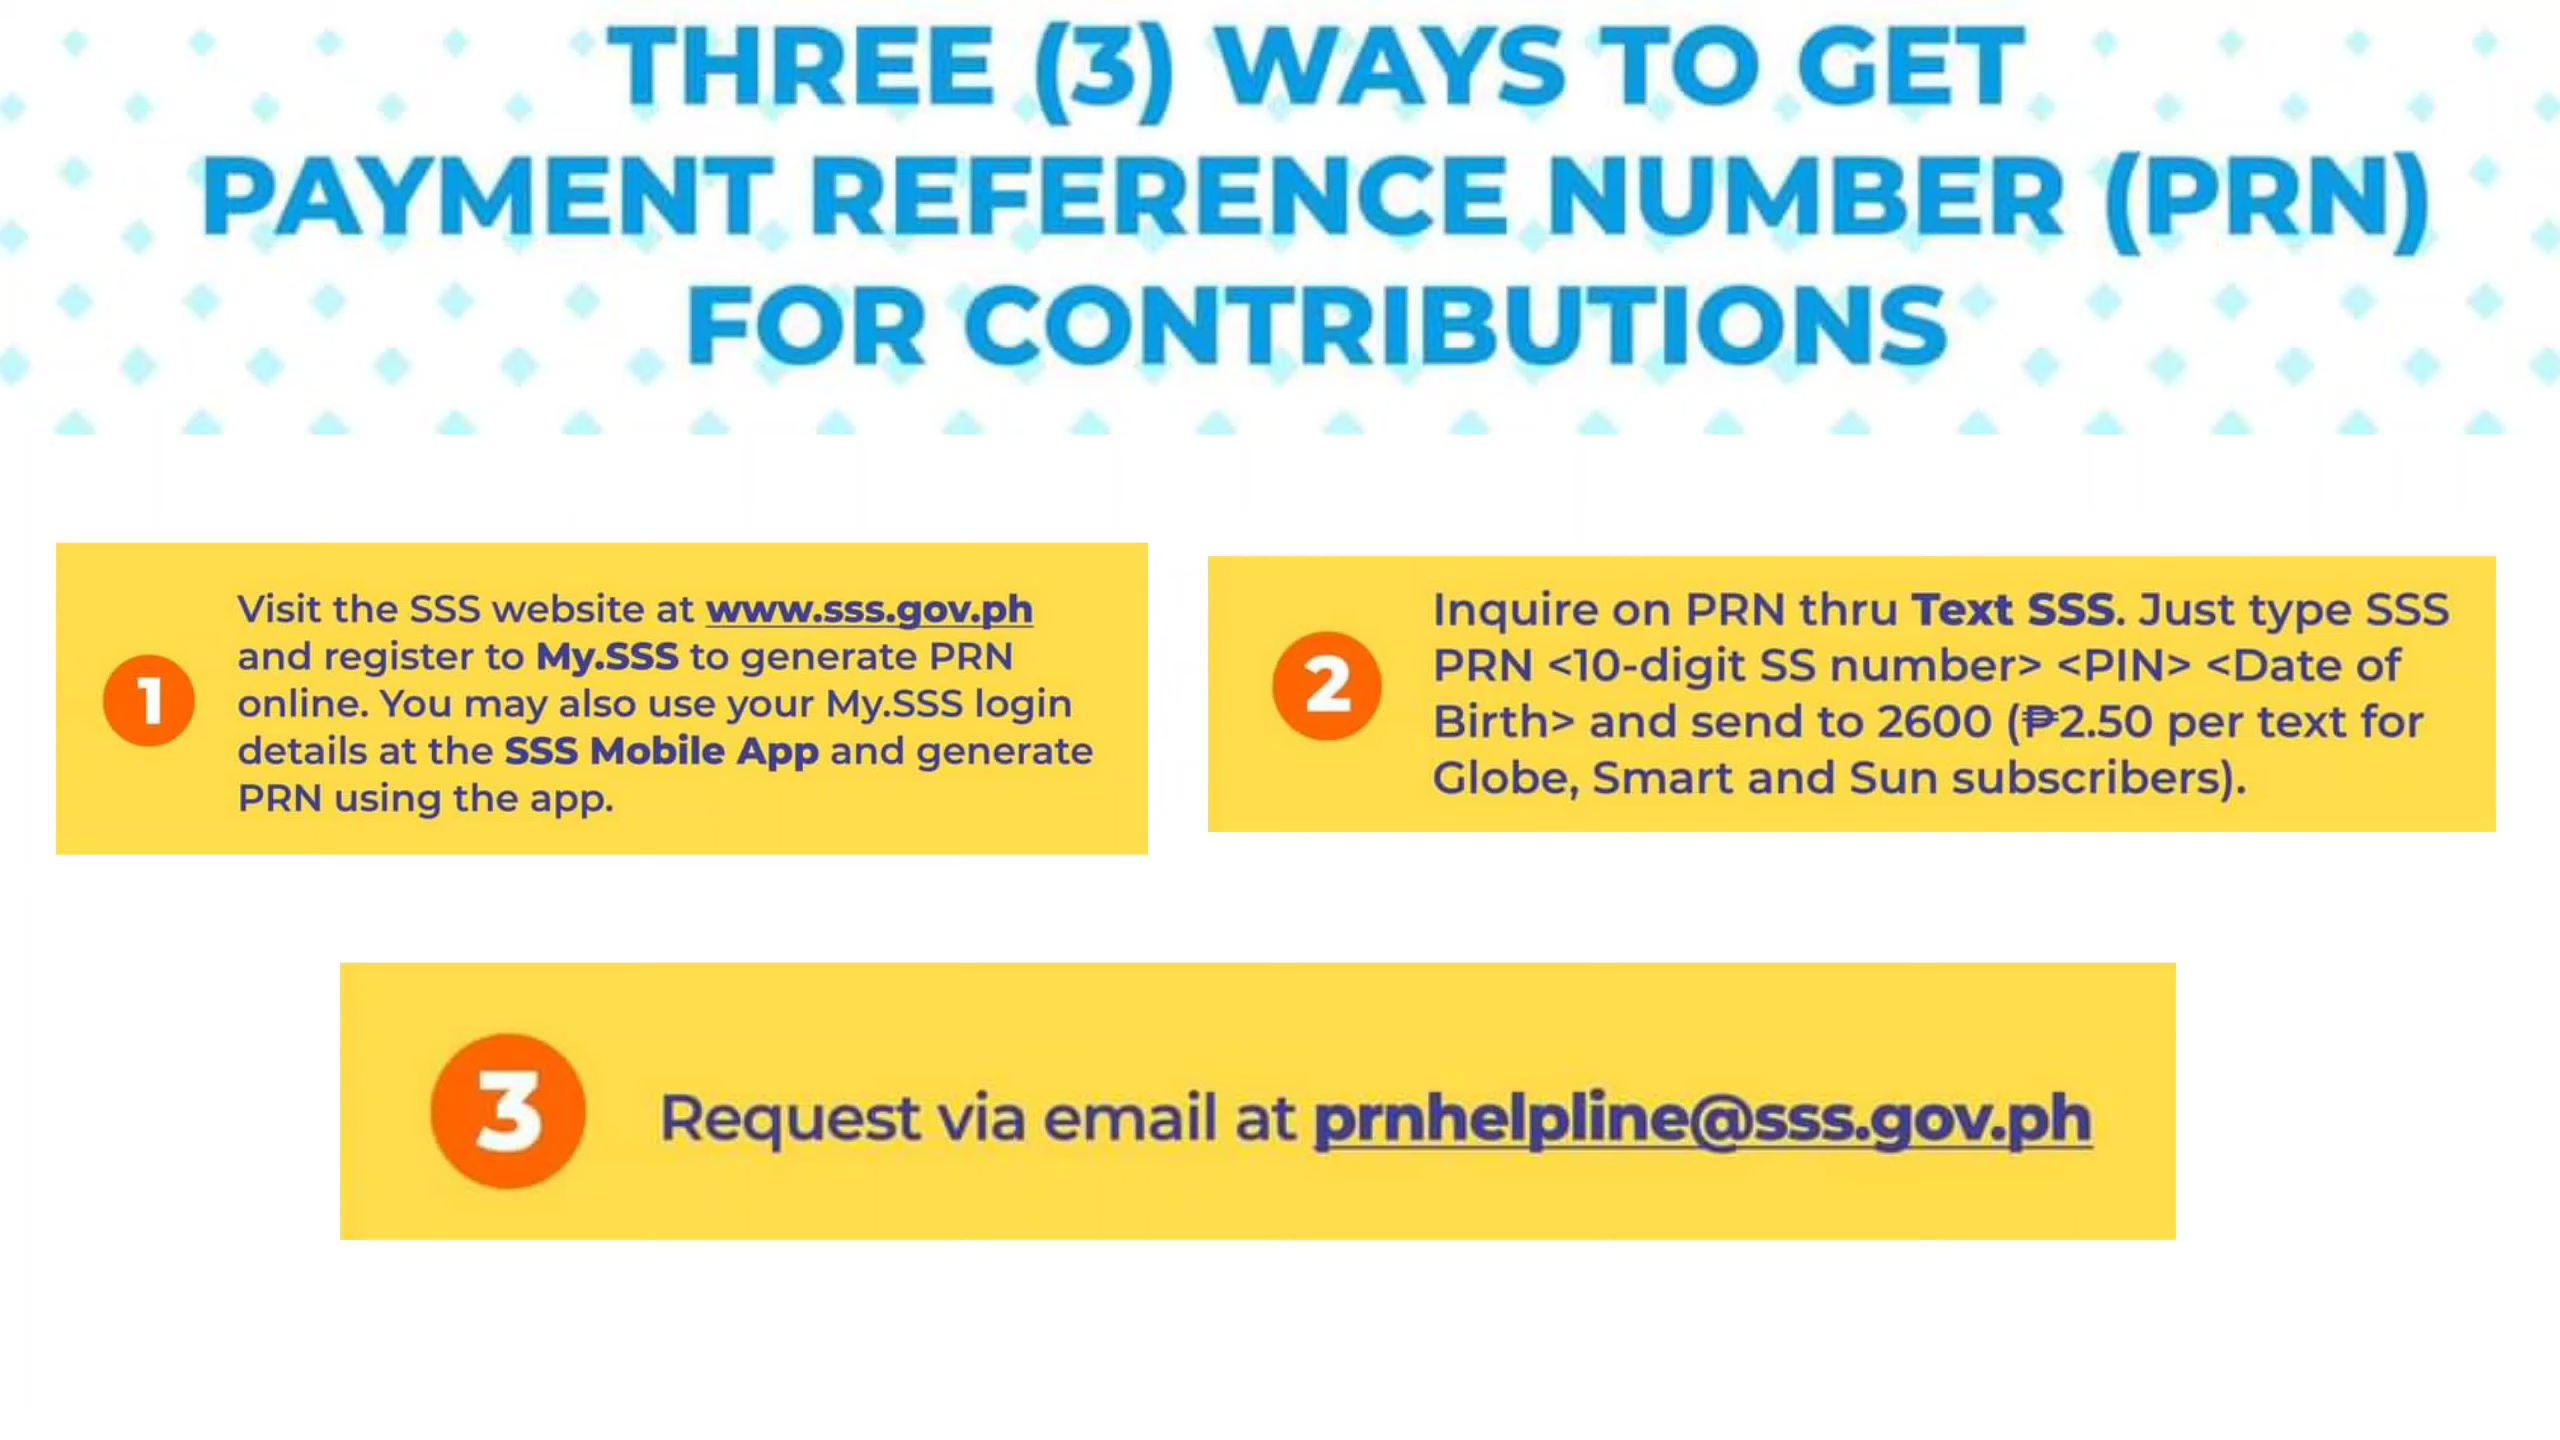 THREE (3) WAYS TO GET
PAYMENT REFERENCE NUMBER (PRN)
FOR CONTRIBUTIONS
1
Visit the SSS website at www.sss.gov.ph
and register to My.SSS to generate PRN
online. You may also use your My.SSS login
details at the SSS Mobile App and generate
PRN using the app.
2
Inquire on PRN thru Text SSS. Just type SSS
PRN <10-digit SS number> <PIN> <Date of
Birth> and send to 2600 (₱2.50 per text for
Globe, Smart and Sun subscribers).
3
Request via email at prnhelpline@sss.gov.ph